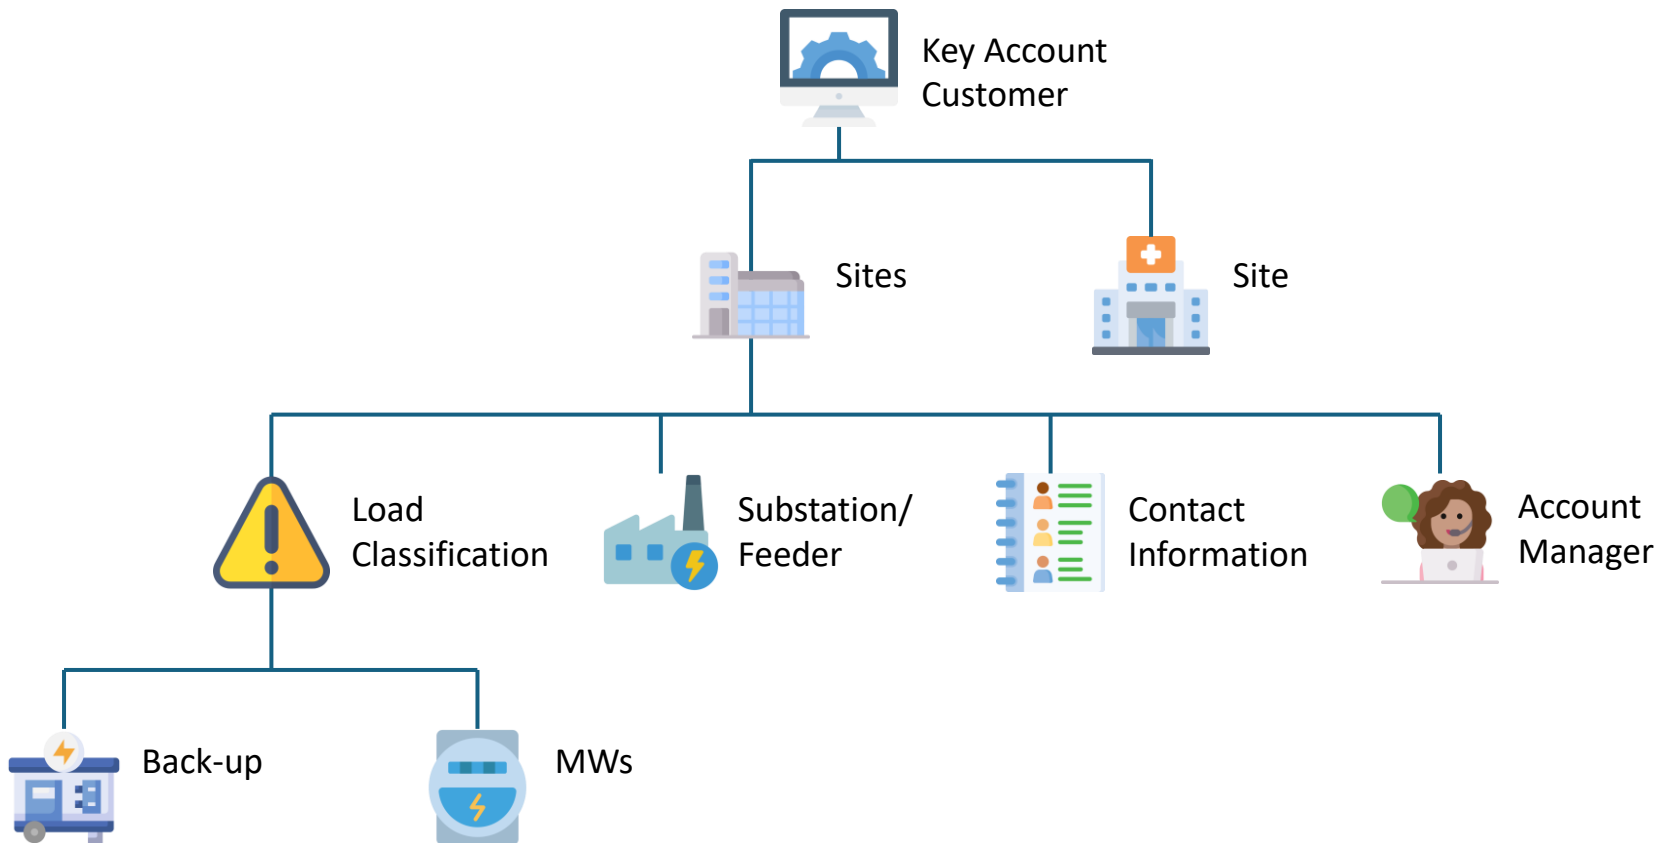 Key Account
Customer
Sites
Site
Load
Classification
Substation/
Feeder
Contact
Information
Account
Manager
Back-up
MWs